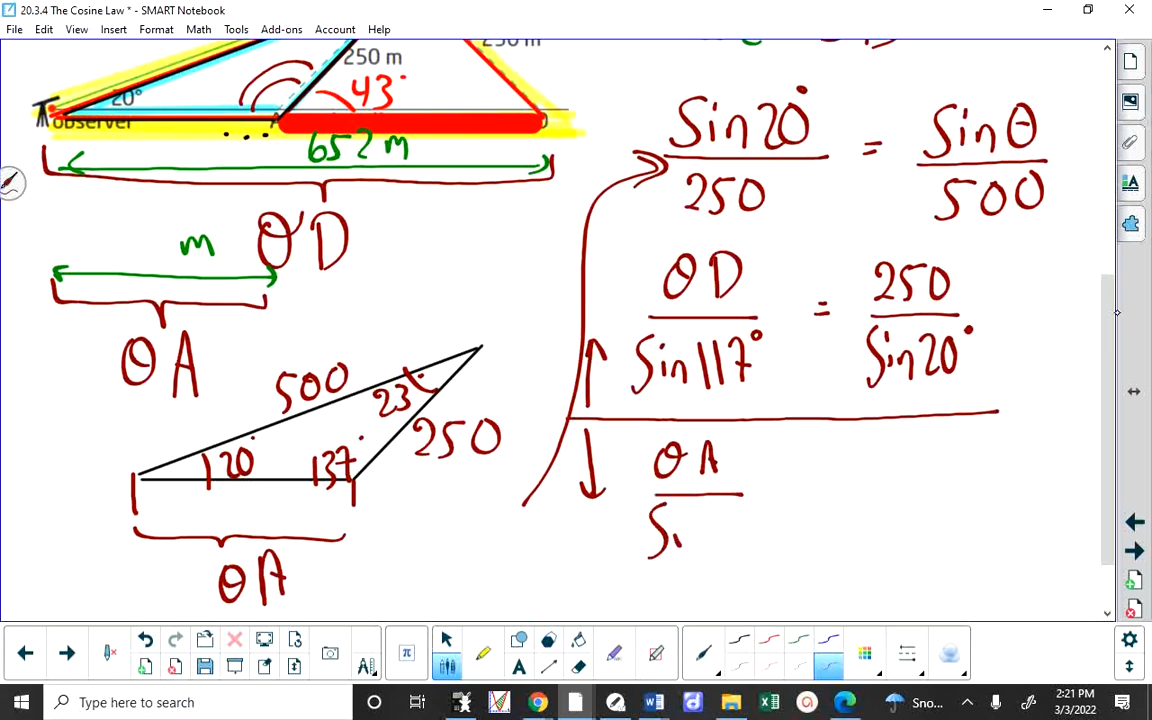 20.3.4 The Cosine Law * - SMART Notebook
File Edit View Insert Format Math Tools Add-ons Account Help
250 m
20°
43°
observer
A
652 m
OD
m
OA
500
23°
250
20°
137°
OA
Sin20° / 250 = Sinθ / 500
OD / Sin117° = 250 / Sin20°
OA
Si
Type here to search
Sno...
2:21 PM
3/3/2022